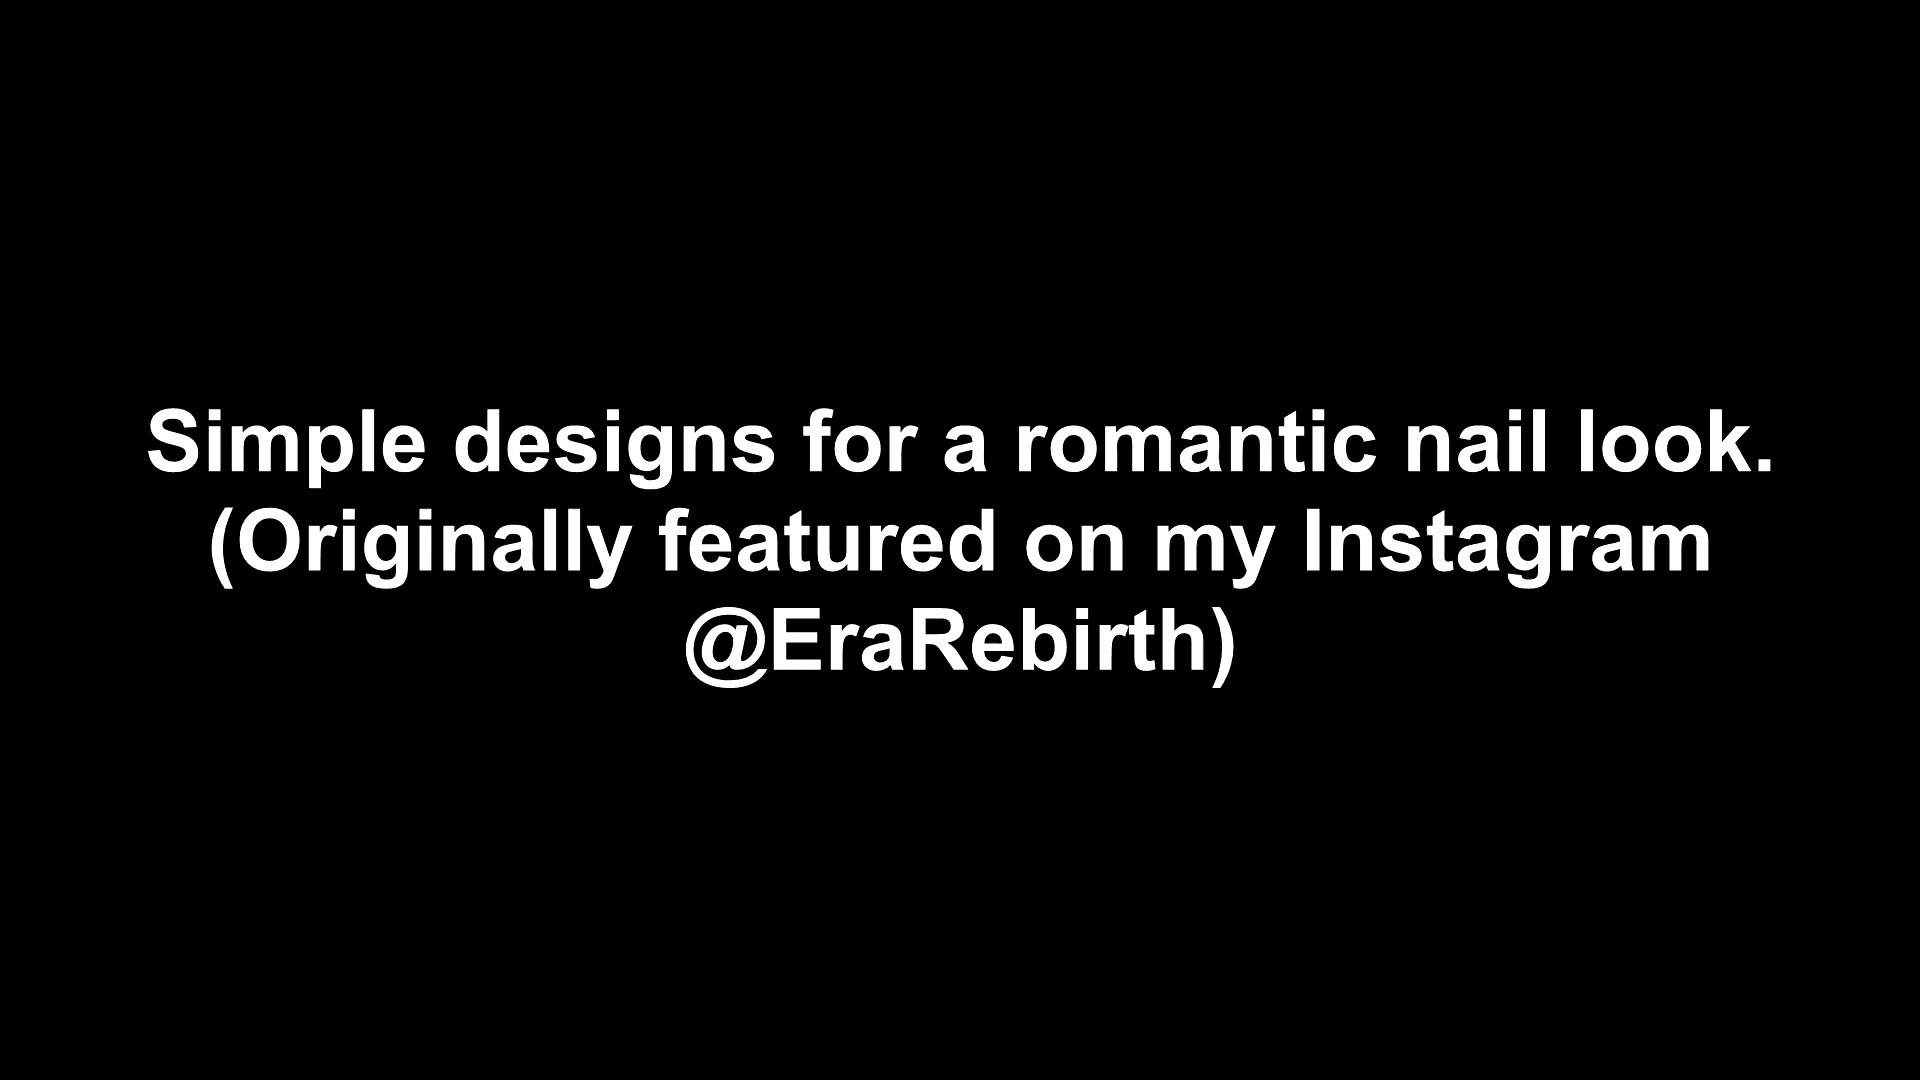 Simple designs for a romantic nail look.
(Originally featured on my Instagram
@EraRebirth)